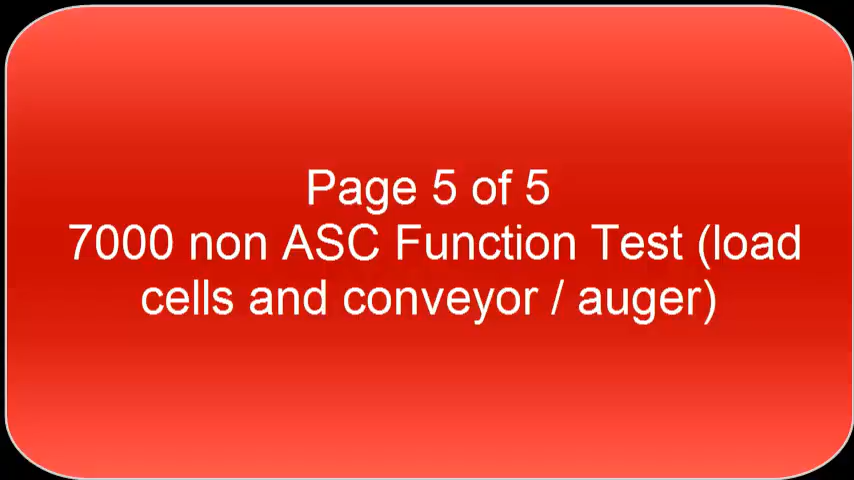 Page 5 of 5
7000 non ASC Function Test (load
cells and conveyor / auger)